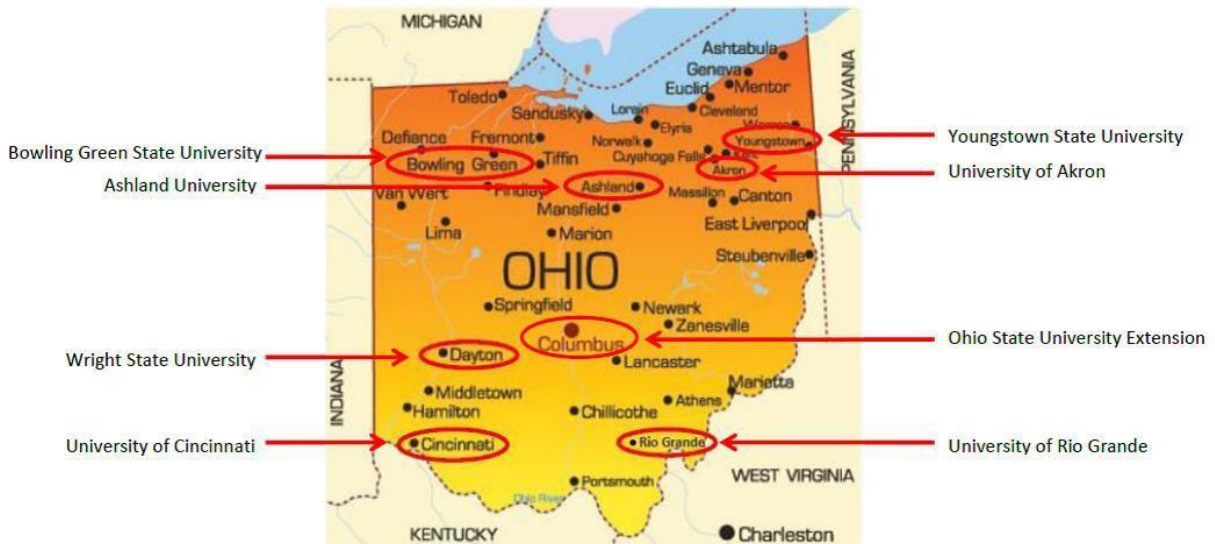 MICHIGAN
Ashtabula
Geneva
Toledo
Euclid
Mentor
Sandusky
Lorain
Cleveland
Elyria
Warren
PENNSYLVANIA
Youngstown State University
Defiance
Fremont
Norwalk
Youngstown
Bowling Green State University
Bowling Green
Tiffin
Cuyahoga Falls
Kent
Akron
University of Akron
Ashland University
Findlay
Ashland
Van Wert
Massillon
Canton
Mansfield
East Liverpool
Lima
Marion
Steubenville
OHIO
Springfield
Newark
Zanesville
Columbus
Ohio State University Extension
Wright State University
Dayton
Lancaster
INDIANA
Middletown
Marietta
Hamilton
Chillicothe
Athens
University of Cincinnati
Cincinnati
Rio Grande
University of Rio Grande
WEST VIRGINIA
Portsmouth
Ohio River
KENTUCKY
Charleston